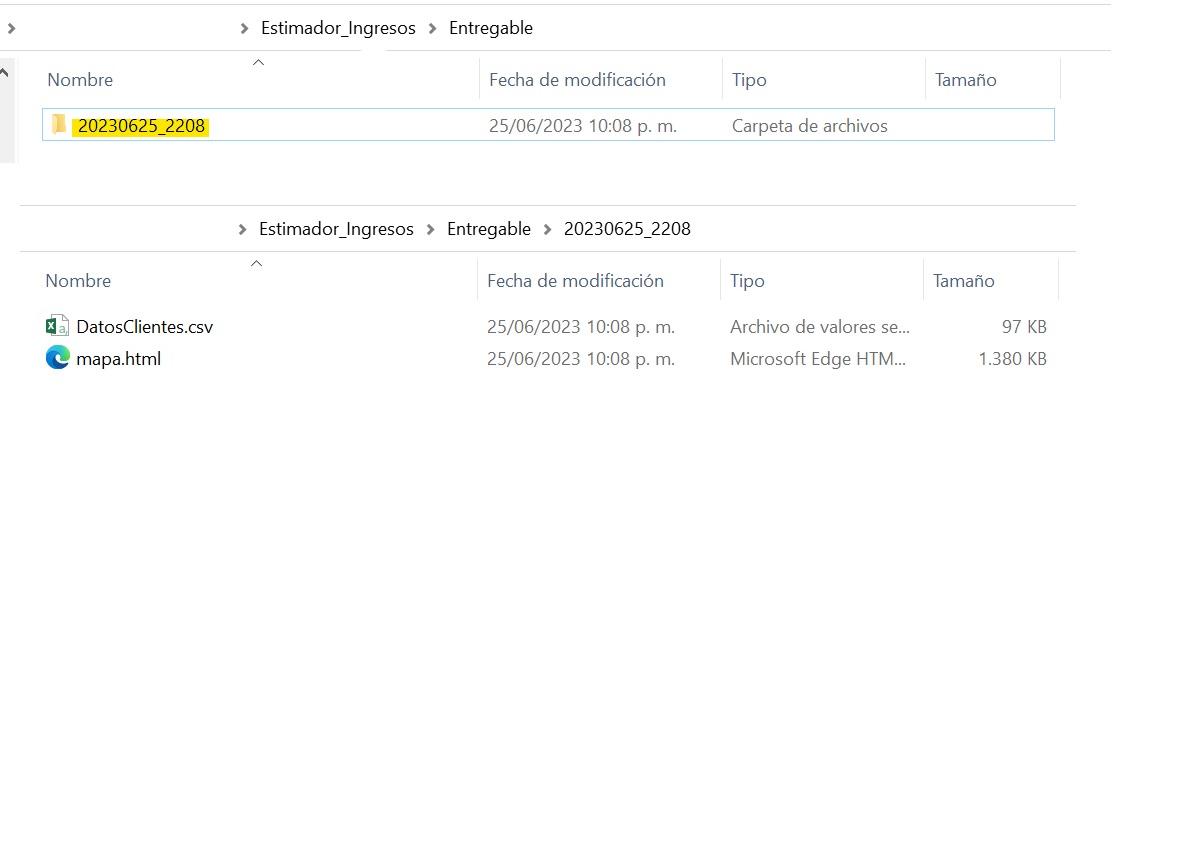 Estimador_Ingresos Entregable
Nombre Fecha de modificación Tipo Tamaño
20230625_2208 25/06/2023 10:08 p. m. Carpeta de archivos
Estimador_Ingresos Entregable 20230625_2208
Nombre Fecha de modificación Tipo Tamaño
DatosClientes.csv 25/06/2023 10:08 p. m. Archivo de valores se... 97 KB
mapa.html 25/06/2023 10:08 p. m. Microsoft Edge HTM... 1.380 KB